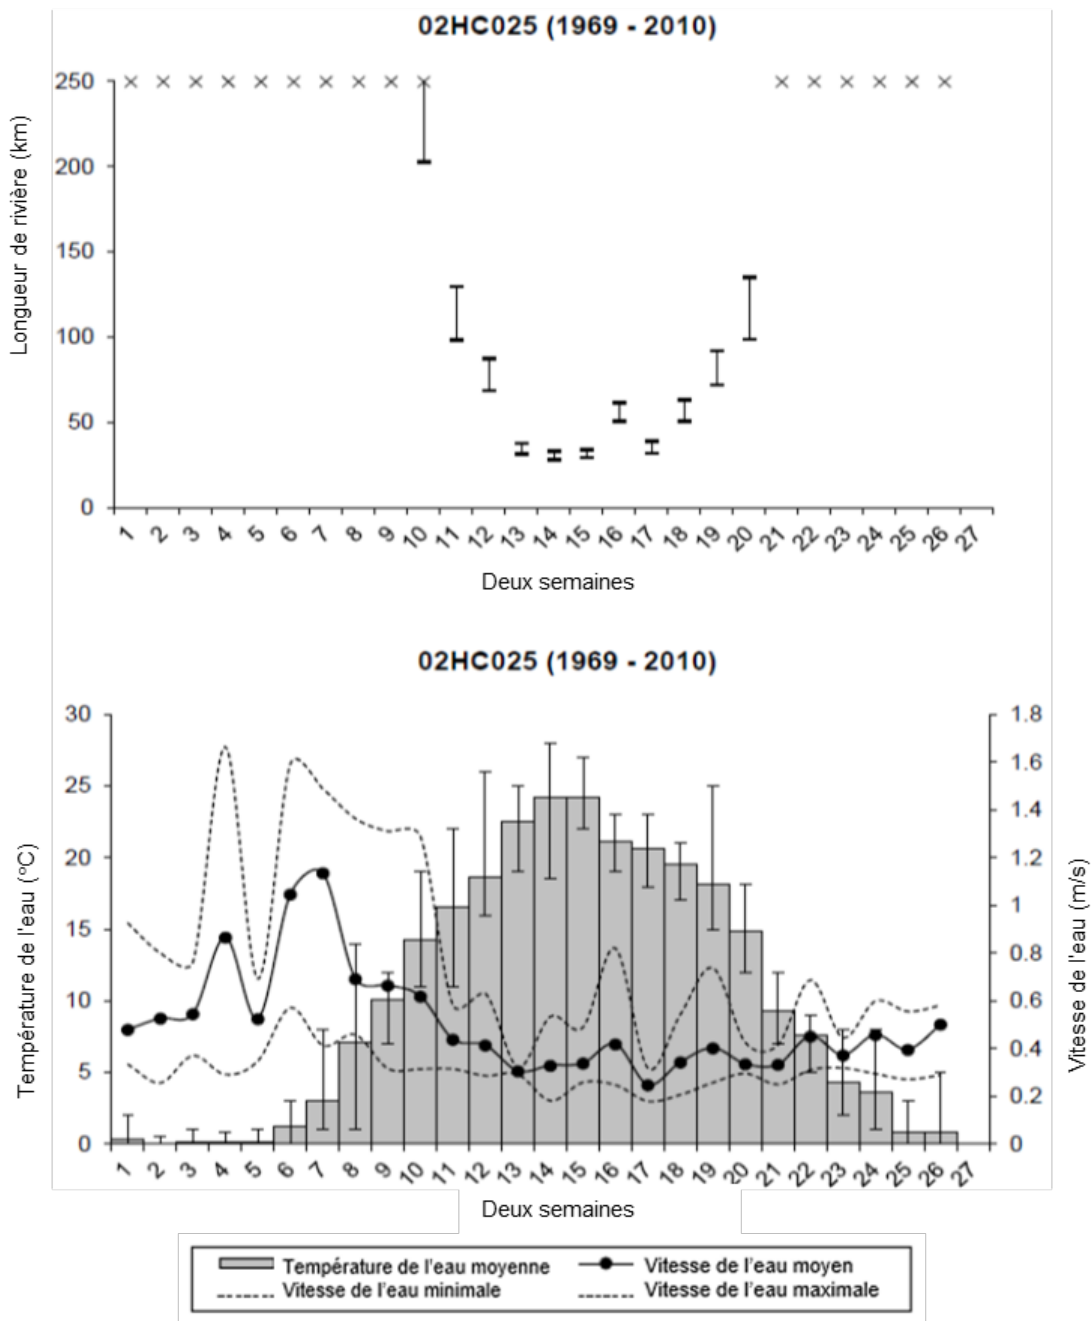 02HC025 (1969 - 2010)
Longueur de rivière (km)
250
200
150
100
50
0
1 2 3 4 5 6 7 8 9 10 11 12 13 14 15 16 17 18 19 20 21 22 23 24 25 26 27
Deux semaines
02HC025 (1969 - 2010)
Température de l'eau (°C)
30
25
20
15
10
5
0
1.8
1.6
1.4
1.2
1
0.8
0.6
0.4
0.2
0
Vitesse de l'eau (m/s)
1 2 3 4 5 6 7 8 9 10 11 12 13 14 15 16 17 18 19 20 21 22 23 24 25 26 27
Deux semaines
Température de l'eau moyenne Vitesse de l'eau moyen
Vitesse de l'eau minimale Vitesse de l'eau maximale